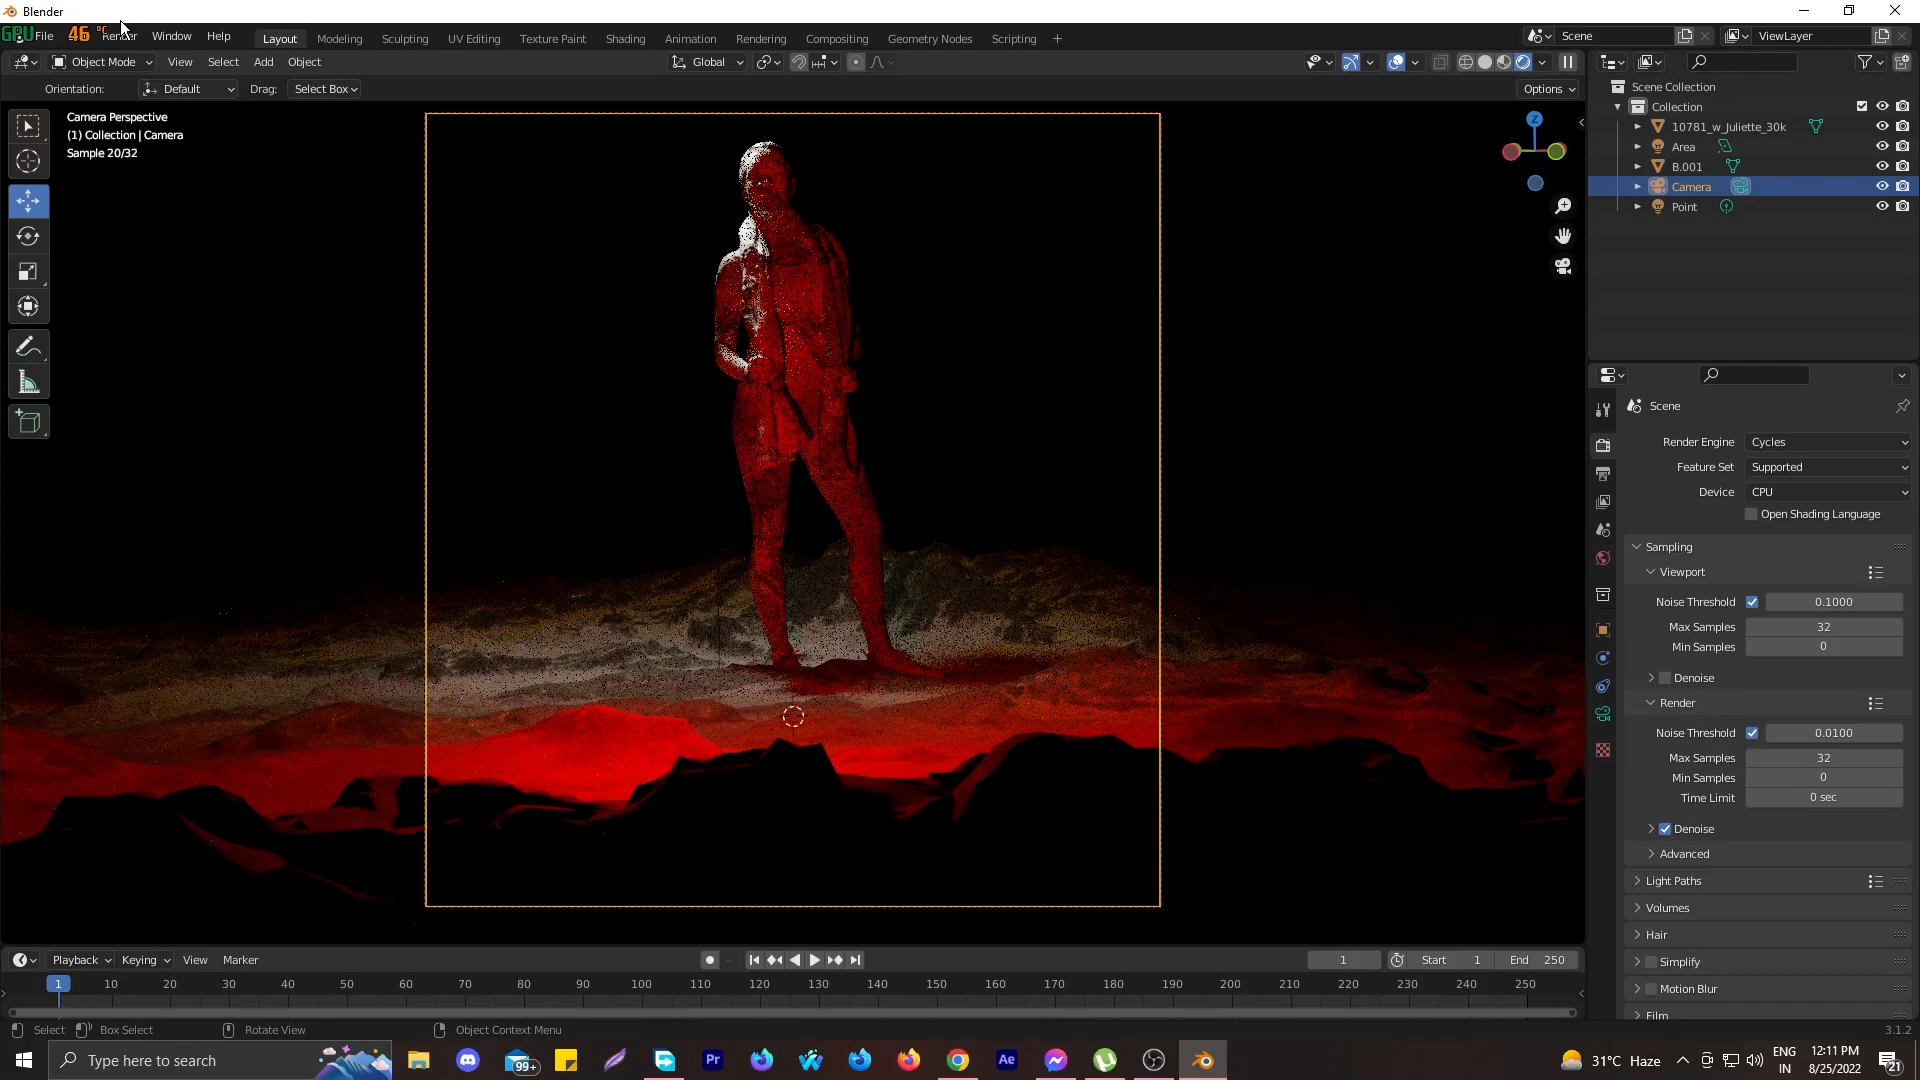 Blender
GPU 46 °C
File Render Window Help Layout Modeling Sculpting UV Editing Texture Paint Shading Animation Rendering Compositing Geometry Nodes Scripting + Scene ViewLayer
Object Mode View Select Add Object Global
Orientation: Default Drag: Select Box Options
Camera Perspective
(1) Collection | Camera
Sample 20/32
Z
Scene Collection
Collection
10781_w_Juliette_30k
Area
B.001
Camera
Point
Scene
Render Engine Cycles
Feature Set Supported
Device CPU
Open Shading Language
Sampling
Viewport
Noise Threshold 0.1000
Max Samples 32
Min Samples 0
Denoise
Render
Noise Threshold 0.0100
Max Samples 32
Min Samples 0
Time Limit 0 sec
Denoise
Advanced
Light Paths
Volumes
Hair
Simplify
Motion Blur
Film
Playback Keying View Marker 1 Start 1 End 250
1 10 20 30 40 50 60 70 80 90 100 110 120 130 140 150 160 170 180 190 200 210 220 230 240 250
Select Box Select Rotate View Object Context Menu 3.1.2
Type here to search 99+ Pr Ae 31°C Haze ENG IN 12:11 PM 8/25/2022 21